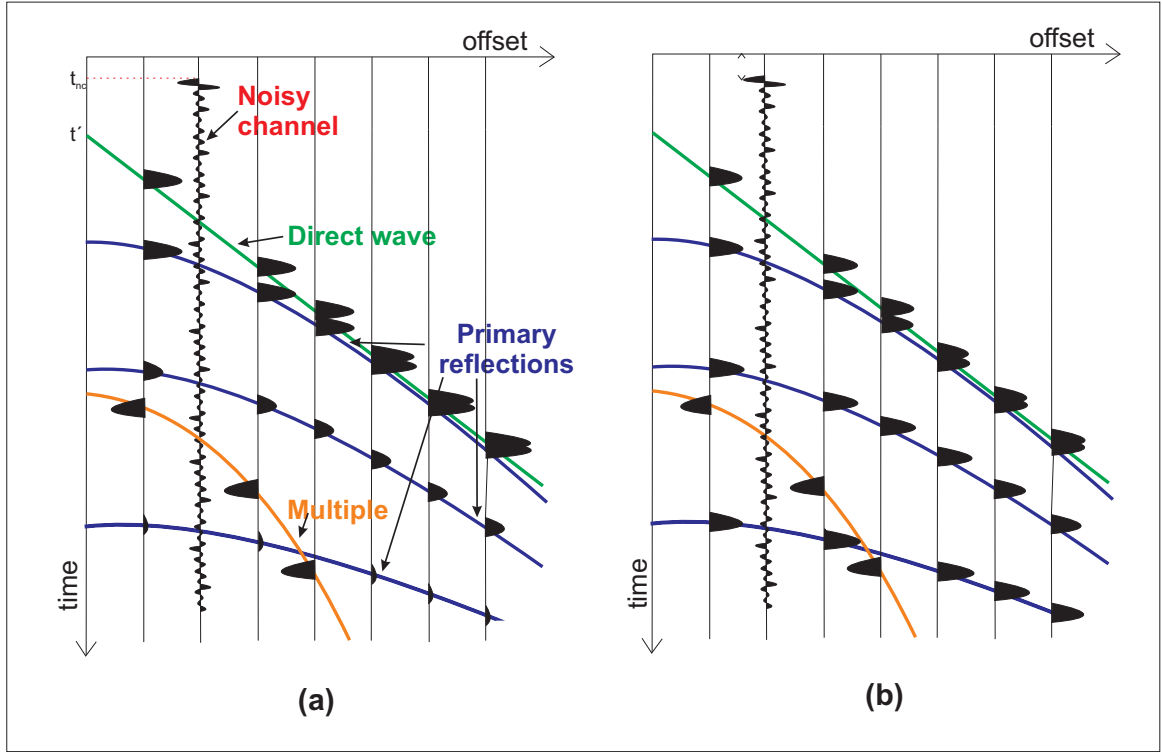 offset
t_nc
Noisy
channel
t´
Direct wave
Primary
reflections
Multiple
time
(a)
offset
time
(b)